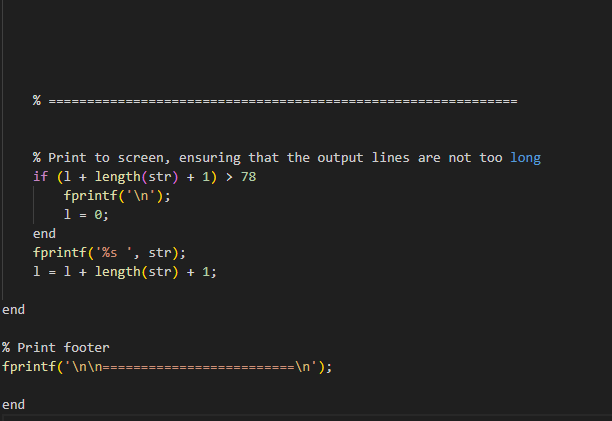 % =============================================================
% Print to screen, ensuring that the output lines are not too long
if (l + length(str) + 1) > 78
fprintf('\n');
l = 0;
end
fprintf('%s ', str);
l = l + length(str) + 1;
end
% Print footer
fprintf('\n\n=========================\n');
end